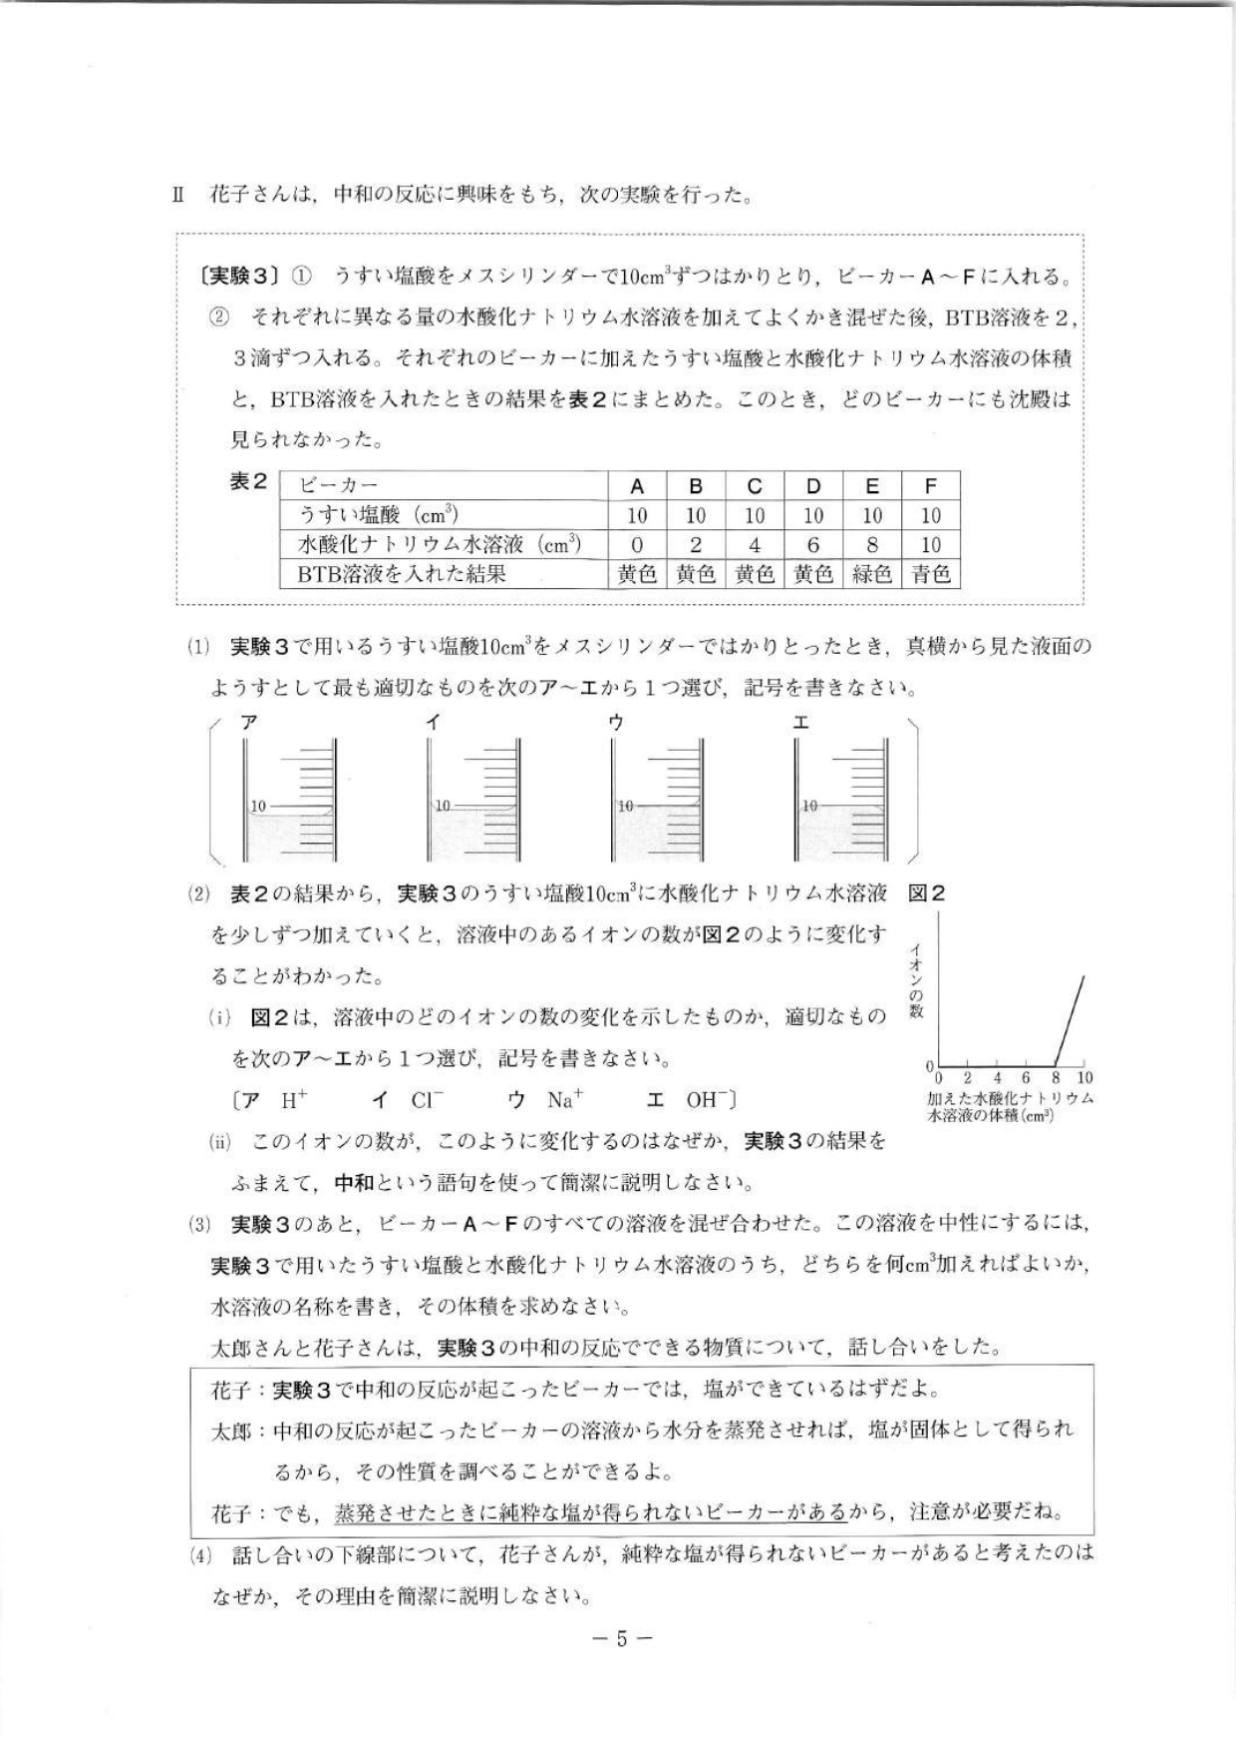 Ⅱ 花子さんは，中和の反応に興味をもち，次の実験を行った。
〔実験３〕① うすい塩酸をメスシリンダーで10cm³ずつはかりとり，ビーカーＡ～Ｆに入れる。
② それぞれに異なる量の水酸化ナトリウム水溶液を加えてよくかき混ぜた後，BTB溶液を２，
３滴ずつ入れる。それぞれのビーカーに加えたうすい塩酸と水酸化ナトリウム水溶液の体積
と，BTB溶液を入れたときの結果を表２にまとめた。このとき，どのビーカーにも沈殿は
見られなかった。
表２ ビーカー A B C D E F
うすい塩酸（cm³） 10 10 10 10 10 10
水酸化ナトリウム水溶液（cm³） 0 2 4 6 8 10
BTB溶液を入れた結果 黄色 黄色 黄色 黄色 緑色 青色
(1) 実験３で用いるうすい塩酸10cm³をメスシリンダーではかりとったとき，真横から見た液面の
ようすとして最も適切なものを次のア～エから１つ選び，記号を書きなさい。
ア イ ウ エ
10 10 10 10
(2) 表２の結果から，実験３のうすい塩酸10cm³に水酸化ナトリウム水溶液
を少しずつ加えていくと，溶液中のあるイオンの数が図２のように変化す
ることがわかった。
(i) 図２は，溶液中のどのイオンの数の変化を示したものか，適切なもの
を次のア～エから１つ選び，記号を書きなさい。
〔ア H⁺ イ Cl⁻ ウ Na⁺ エ OH⁻〕
(ii) このイオンの数が，このように変化するのはなぜか，実験３の結果を
ふまえて，中和という語句を使って簡潔に説明しなさい。
図２
イオンの数
0
0 2 4 6 8 10
加えた水酸化ナトリウム
水溶液の体積(cm³)
(3) 実験３のあと，ビーカーＡ～Ｆのすべての溶液を混ぜ合わせた。この溶液を中性にするには，
実験３で用いたうすい塩酸と水酸化ナトリウム水溶液のうち，どちらを何cm³加えればよいか，
水溶液の名称を書き，その体積を求めなさい。
太郎さんと花子さんは，実験３の中和の反応でできる物質について，話し合いをした。
花子：実験３で中和の反応が起こったビーカーでは，塩ができているはずだよ。
太郎：中和の反応が起こったビーカーの溶液から水分を蒸発させれば，塩が固体として得られ
るから，その性質を調べることができるよ。
花子：でも，蒸発させたときに純粋な塩が得られないビーカーがあるから，注意が必要だね。
(4) 話し合いの下線部について，花子さんが，純粋な塩が得られないビーカーがあると考えたのは
なぜか，その理由を簡潔に説明しなさい。
－ 5 －